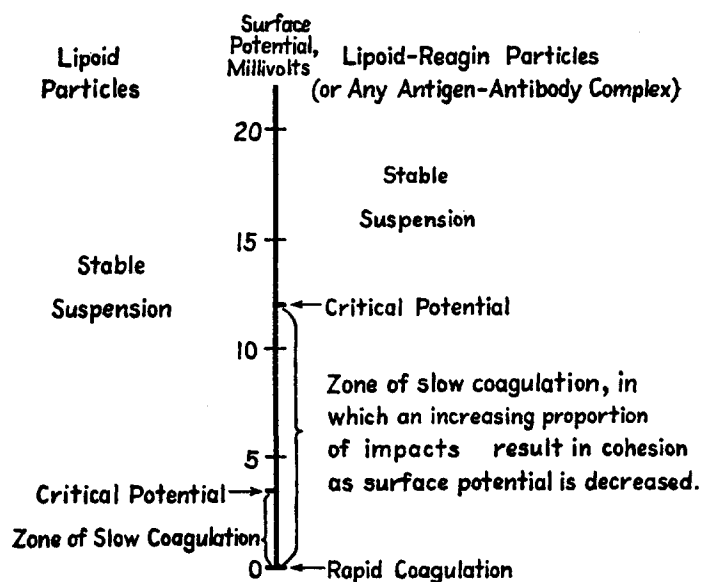 Surface
Potential,
Millivolts
Lipoid
Particles
Lipoid-Reagin Particles
(or Any Antigen-Antibody Complex)
20
Stable
Suspension
15
Stable
Suspension
Critical Potential
10
Zone of slow coagulation, in
which an increasing proportion
of impacts result in cohesion
as surface potential is decreased.
5
Critical Potential
Zone of Slow Coagulation
0
Rapid Coagulation